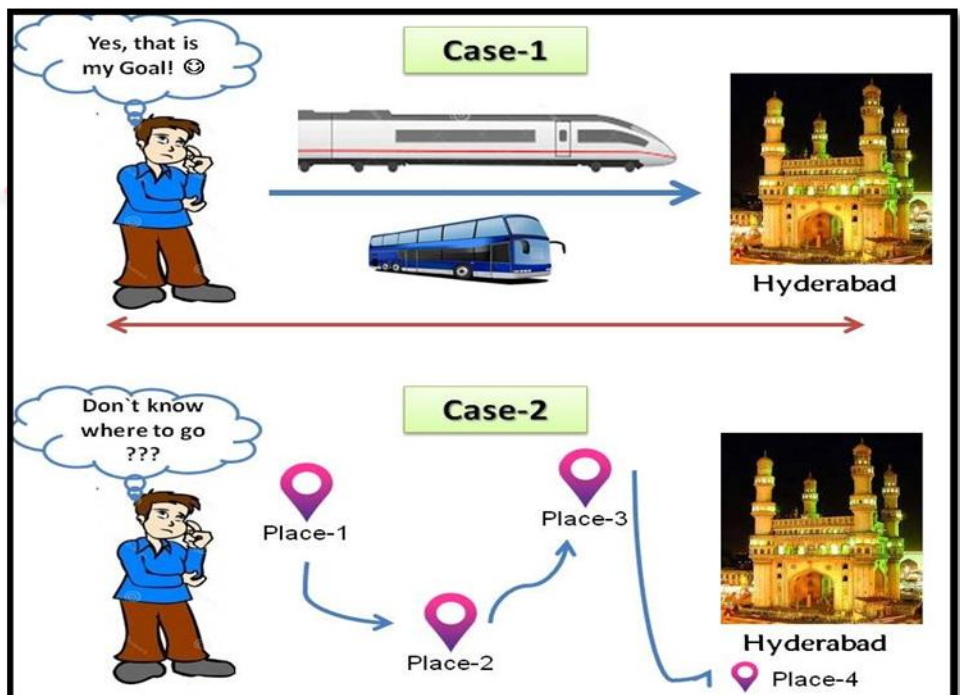 Yes, that is
my Goal! ☺
Case-1
Hyderabad
Don`t know
where to go
???
Case-2
Place-1
Place-2
Place-3
Hyderabad
Place-4